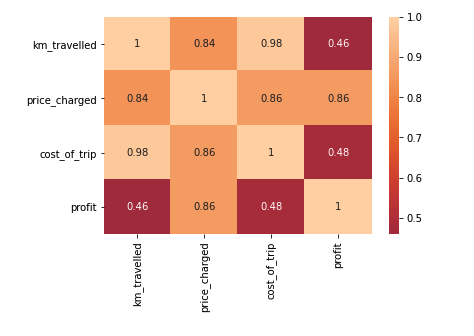 km_travelled 1 0.84 0.98 0.46
price_charged 0.84 1 0.86 0.86
cost_of_trip 0.98 0.86 1 0.48
profit 0.46 0.86 0.48 1
km_travelled
price_charged
cost_of_trip
profit
1.0
0.9
0.8
0.7
0.6
0.5